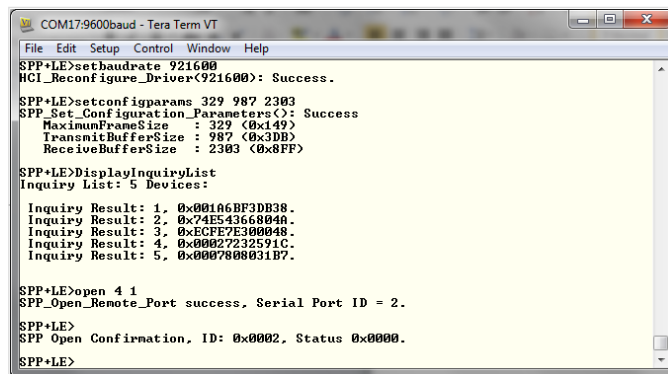 COM17:9600baud - Tera Term VT
File Edit Setup Control Window Help
SPP+LE>setbaudrate 921600
HCI_Reconfigure_Driver(921600): Success.
SPP+LE>setconfigparams 329 987 2303
SPP_Set_Configuration_Parameters(): Success
MaximumFrameSize : 329 (0x149)
TransmitBufferSize : 987 (0x3DB)
ReceiveBufferSize : 2303 (0x8FF)
SPP+LE>DisplayInquiryList
Inquiry List: 5 Devices:
Inquiry Result: 1, 0x001A6BF3DB38.
Inquiry Result: 2, 0x74E54366804A.
Inquiry Result: 3, 0xECFE7E300048.
Inquiry Result: 4, 0x00027232591C.
Inquiry Result: 5, 0x0007808031B7.
SPP+LE>open 4 1
SPP_Open_Remote_Port success, Serial Port ID = 2.
SPP+LE>
SPP Open Confirmation, ID: 0x0002, Status 0x0000.
SPP+LE>